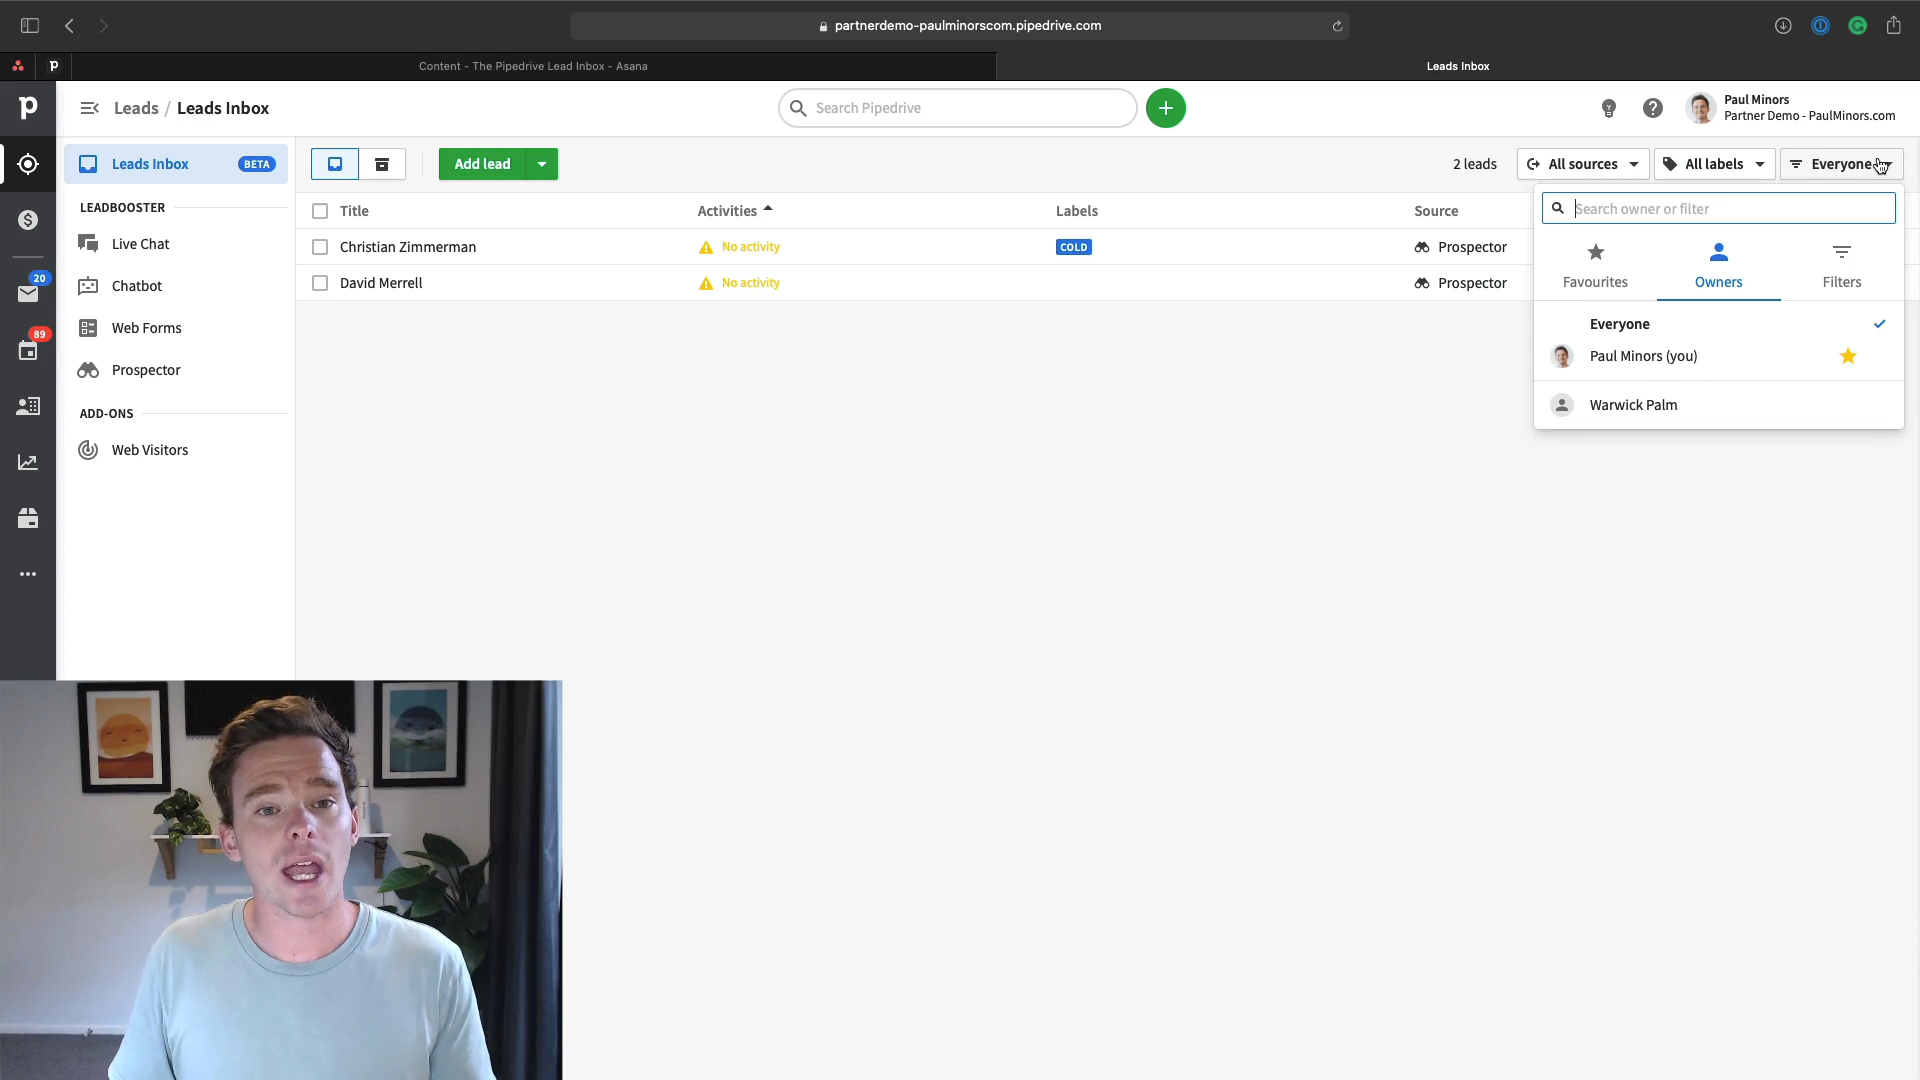 partnerdemo-paulminorscom.pipedrive.com
Content - The Pipedrive Lead Inbox - Asana
Leads Inbox
Leads / Leads Inbox
Search Pipedrive
Paul Minors
Partner Demo - PaulMinors.com
Leads Inbox BETA
Add lead
2 leads
All sources
All labels
Everyone
LEADBOOSTER
Live Chat
Chatbot
Web Forms
Prospector
ADD-ONS
Web Visitors
20
89
Title Activities Labels Source
Christian Zimmerman No activity COLD Prospector
David Merrell No activity Prospector
Search owner or filter
Favourites Owners Filters
Everyone
Paul Minors (you)
Warwick Palm